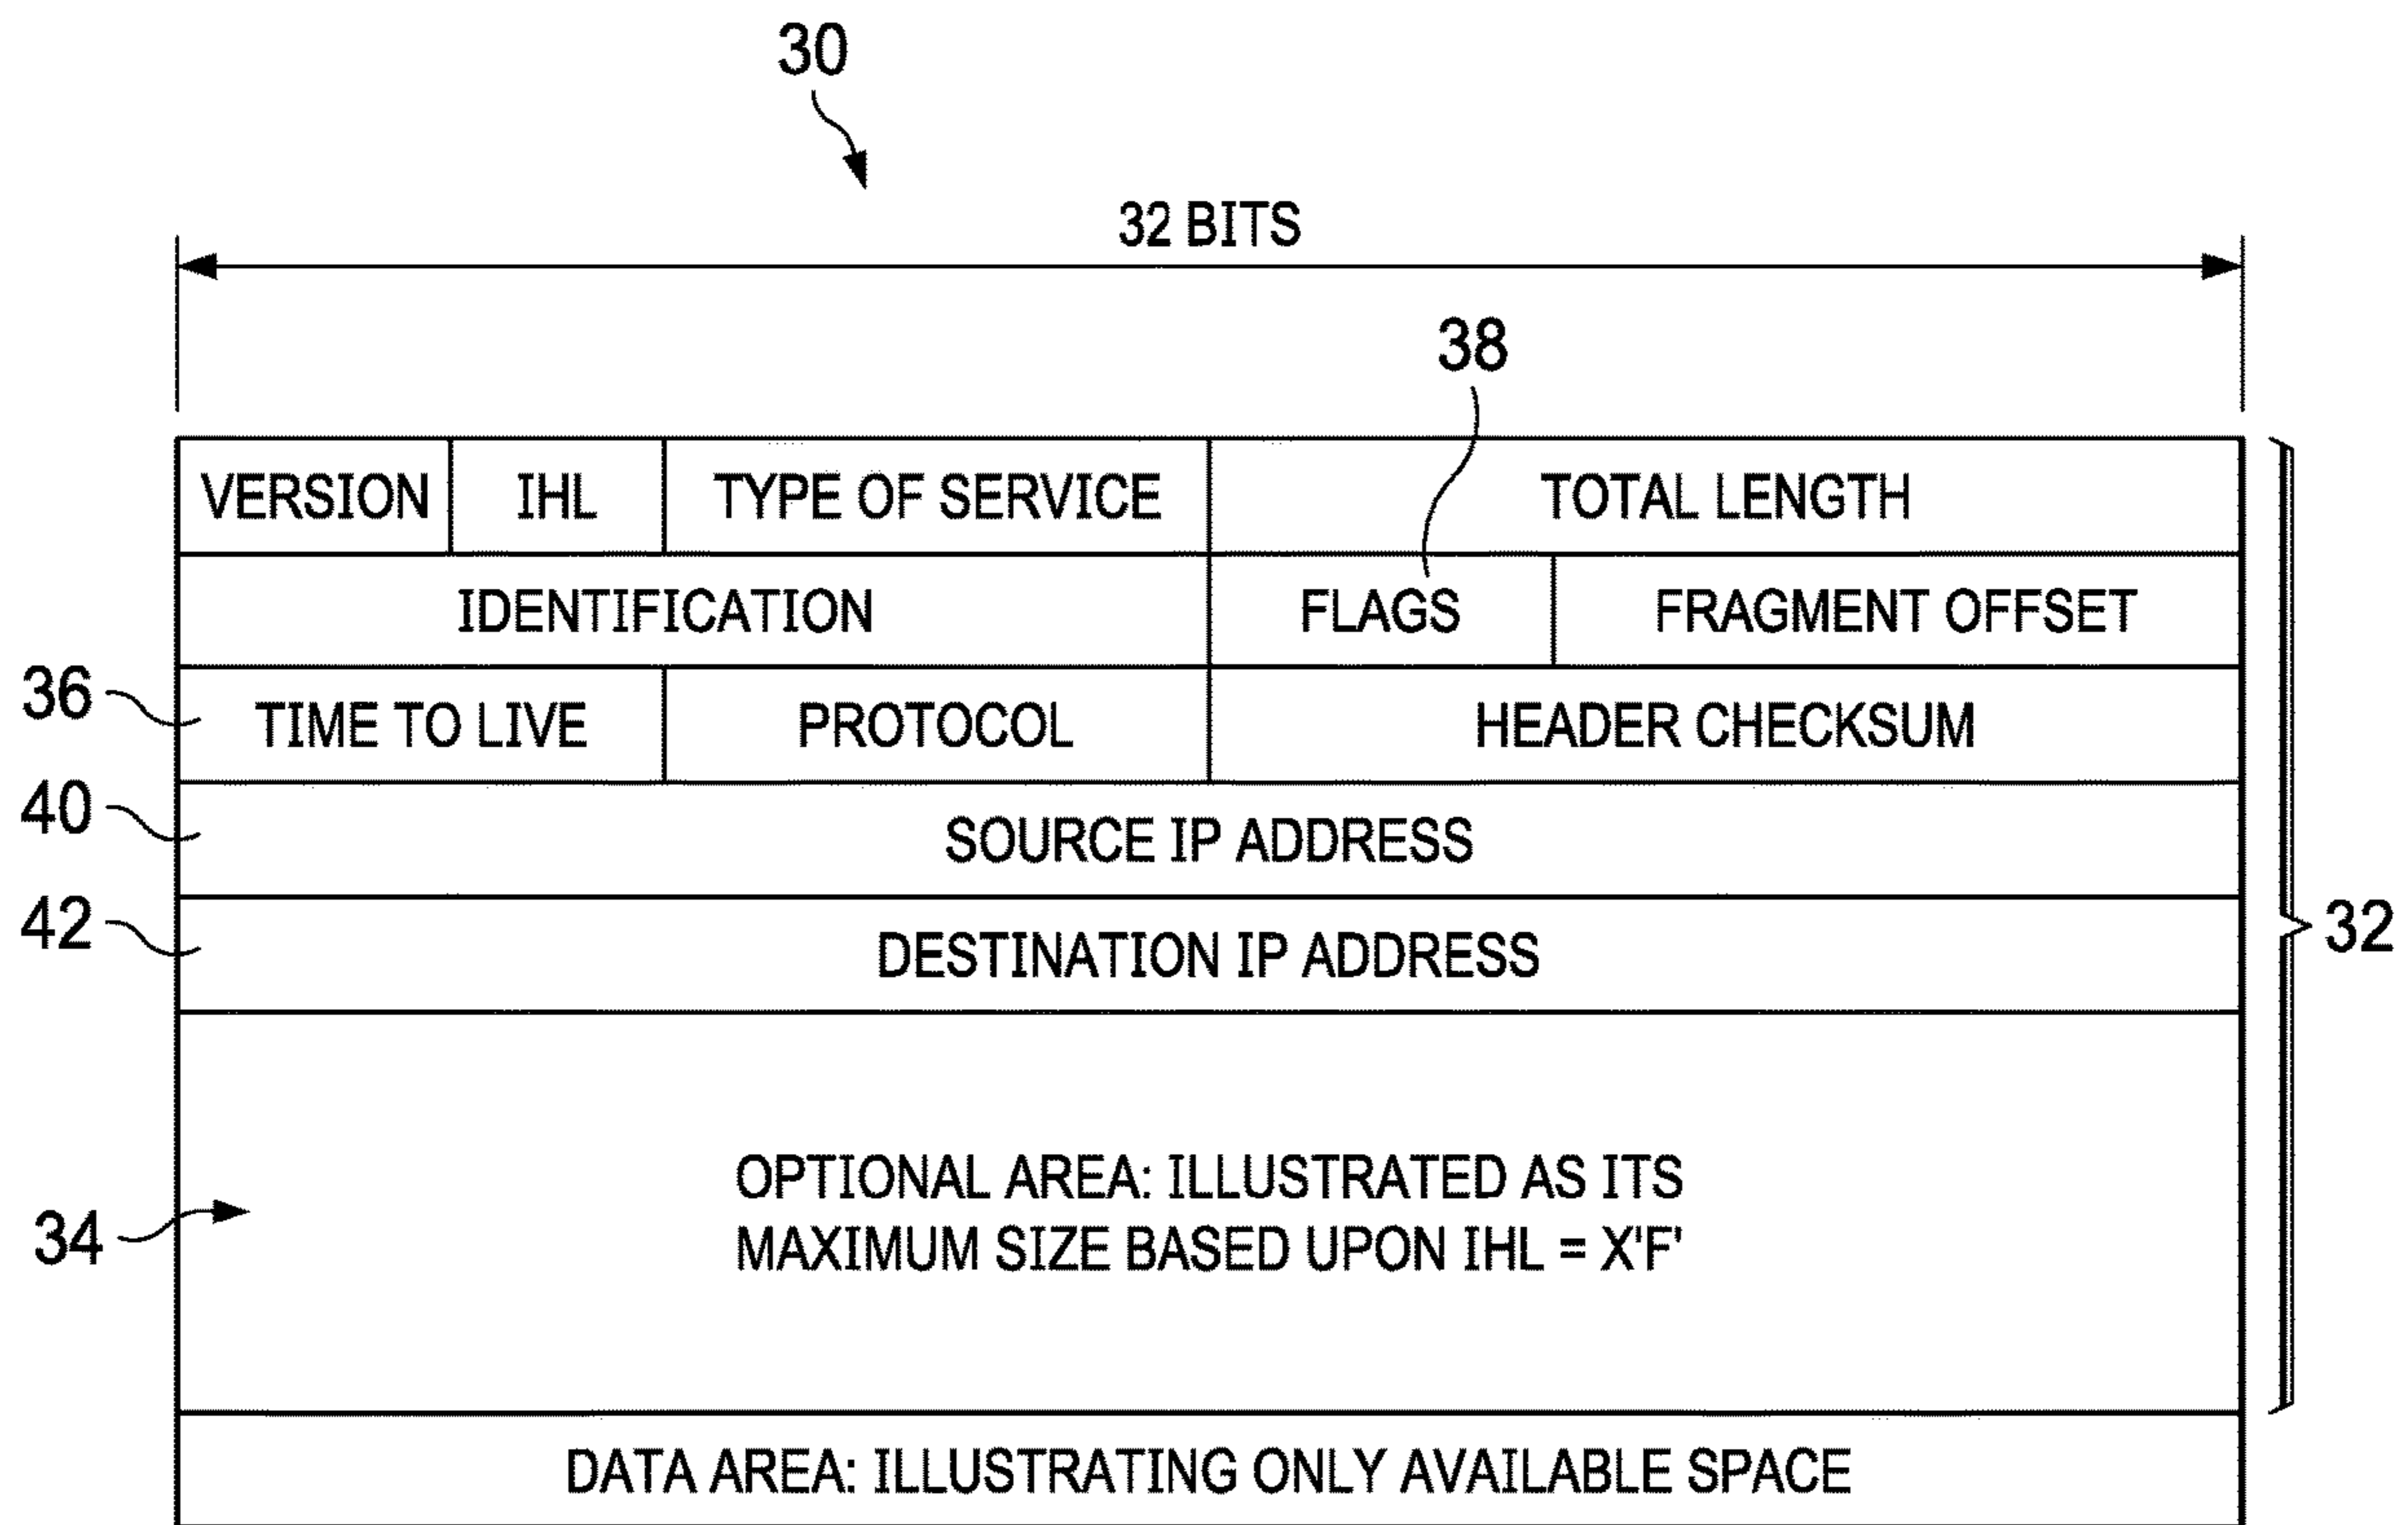 30
32 BITS
38
VERSION IHL TYPE OF SERVICE TOTAL LENGTH
IDENTIFICATION FLAGS FRAGMENT OFFSET
36 TIME TO LIVE PROTOCOL HEADER CHECKSUM
40 SOURCE IP ADDRESS
42 DESTINATION IP ADDRESS
32
OPTIONAL AREA: ILLUSTRATED AS ITS
34 MAXIMUM SIZE BASED UPON IHL = X'F'
DATA AREA: ILLUSTRATING ONLY AVAILABLE SPACE